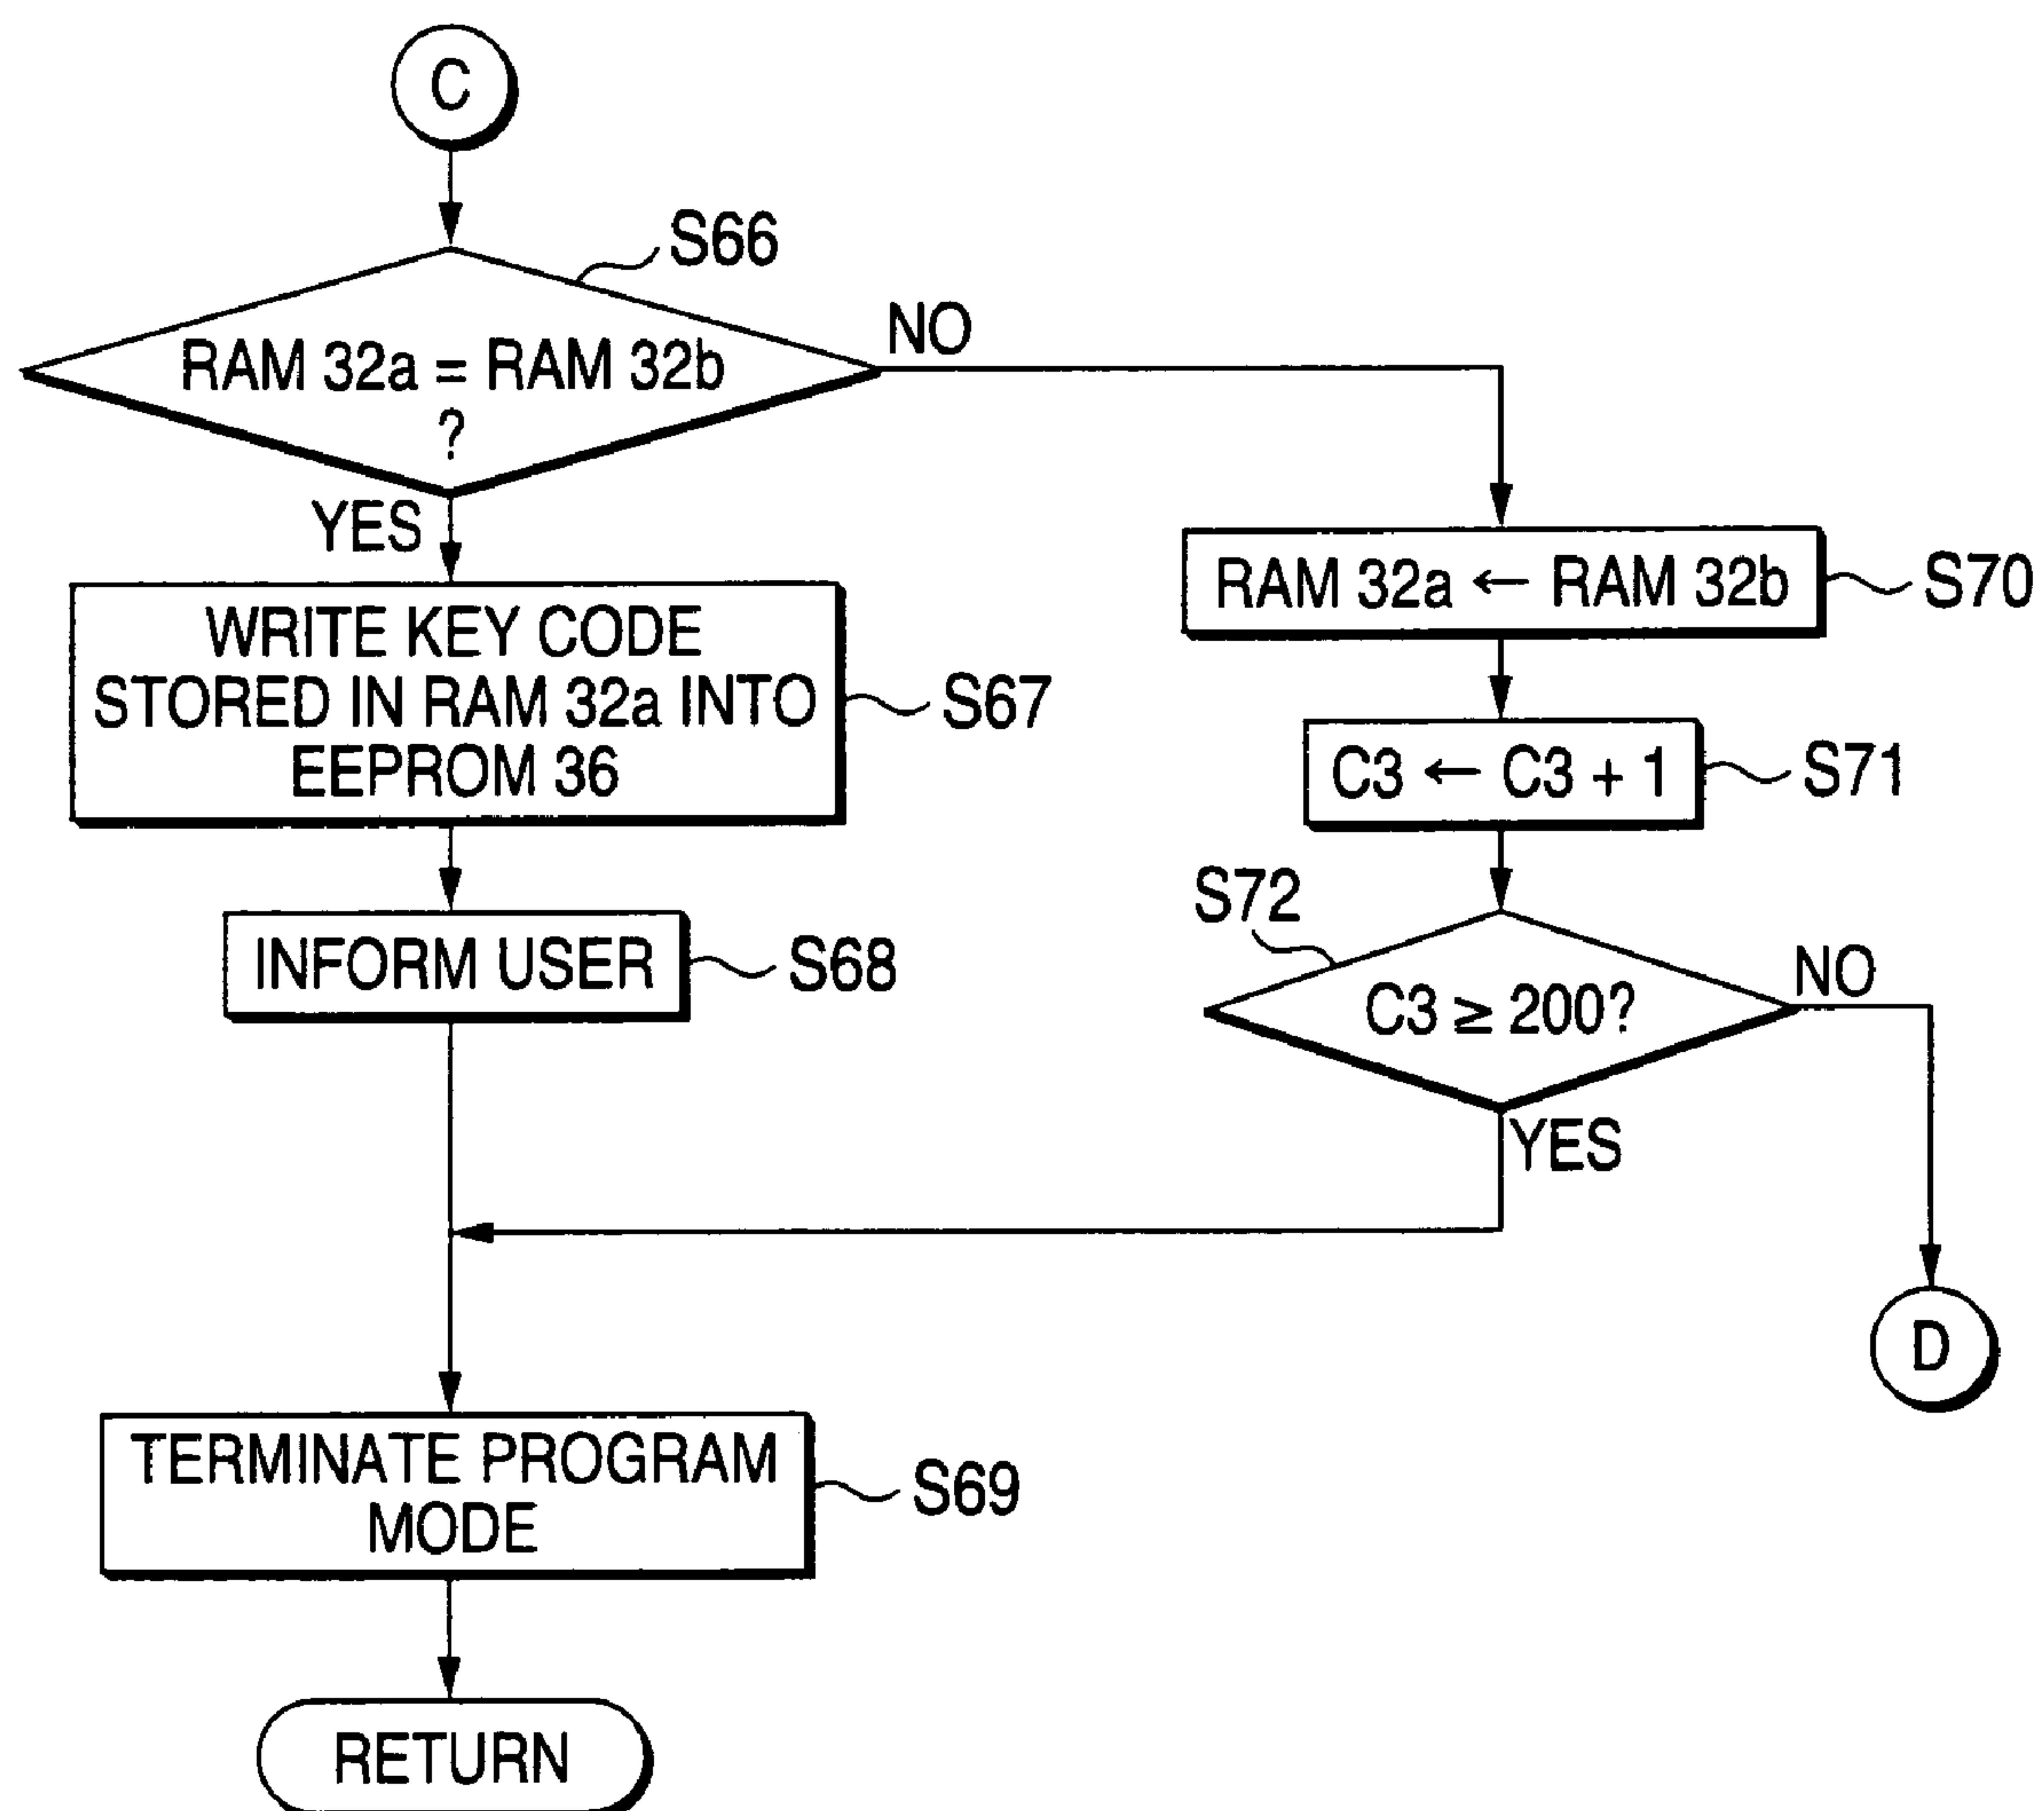 C
S66
RAM 32a = RAM 32b
?
NO
YES
WRITE KEY CODE
STORED IN RAM 32a INTO
EEPROM 36
S67
RAM 32a ← RAM 32b
S70
C3 ← C3 + 1
S71
INFORM USER
S68
S72
C3 ≥ 200?
NO
YES
D
TERMINATE PROGRAM
MODE
S69
RETURN